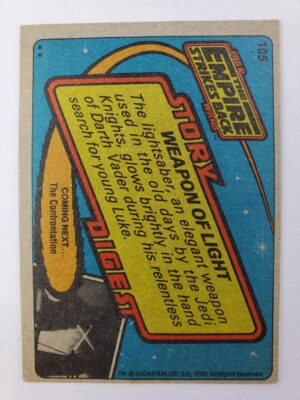 105
STAR
THE
EMPIRE
STRIKES BACK
WARS
STORY
DIGEST
WEAPON OF LIGHT
The lightsaber, an elegant weapon
used in the old days by the Jedi
Knights, glows brightly in the hand
of Darth Vader during his relentless
search for young Luke.
COMING NEXT...
The Confrontation
TM © LUCASFILM LTD. (LFL) 1980 All Rights Reserved